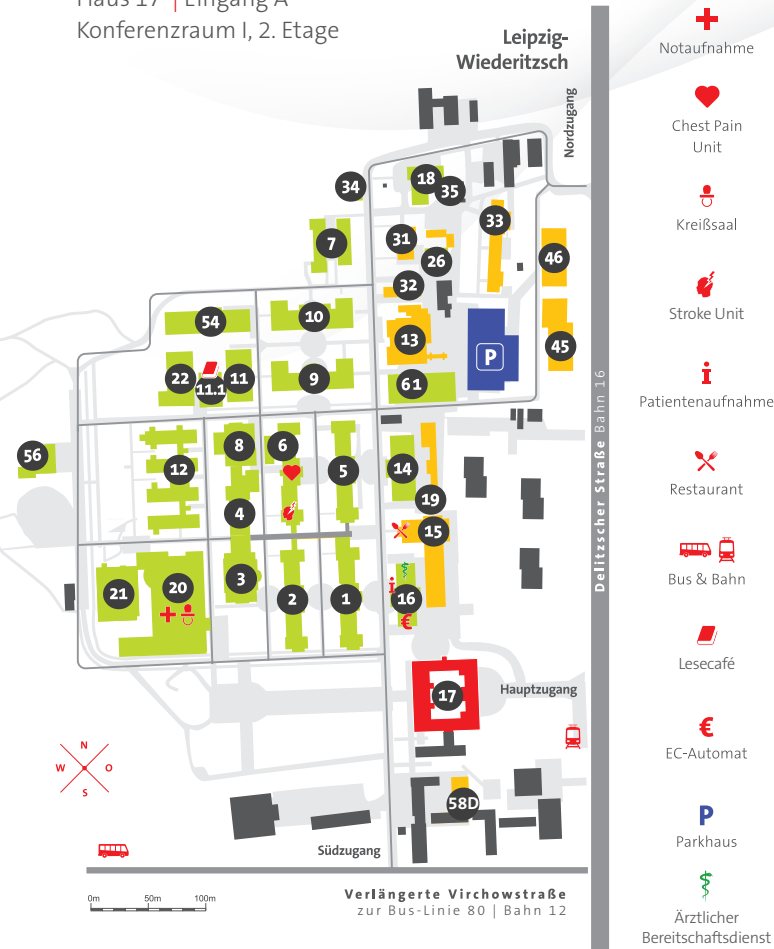 Haus 17 | Eingang A
Konferenzraum I, 2. Etage
Leipzig-
Wiederitzsch
Nordzugang
34
18
35
33
7
31
26
46
32
54
10
13
P
45
22
11.1
11
9
61
56
12
8
6
5
14
4
19
15
21
20
3
2
1
16
€
17
Hauptzugang
N
W
O
S
58D
Südzugang
Delitzscher Straße Bahn 16
0m
50m
100m
Verlängerte Virchowstraße
zur Bus-Linie 80 | Bahn 12
Notaufnahme
Chest Pain
Unit
Kreißsaal
Stroke Unit
i
Patientenaufnahme
Restaurant
Bus & Bahn
Lesecafé
€
EC-Automat
P
Parkhaus
Ärztlicher
Bereitschaftsdienst